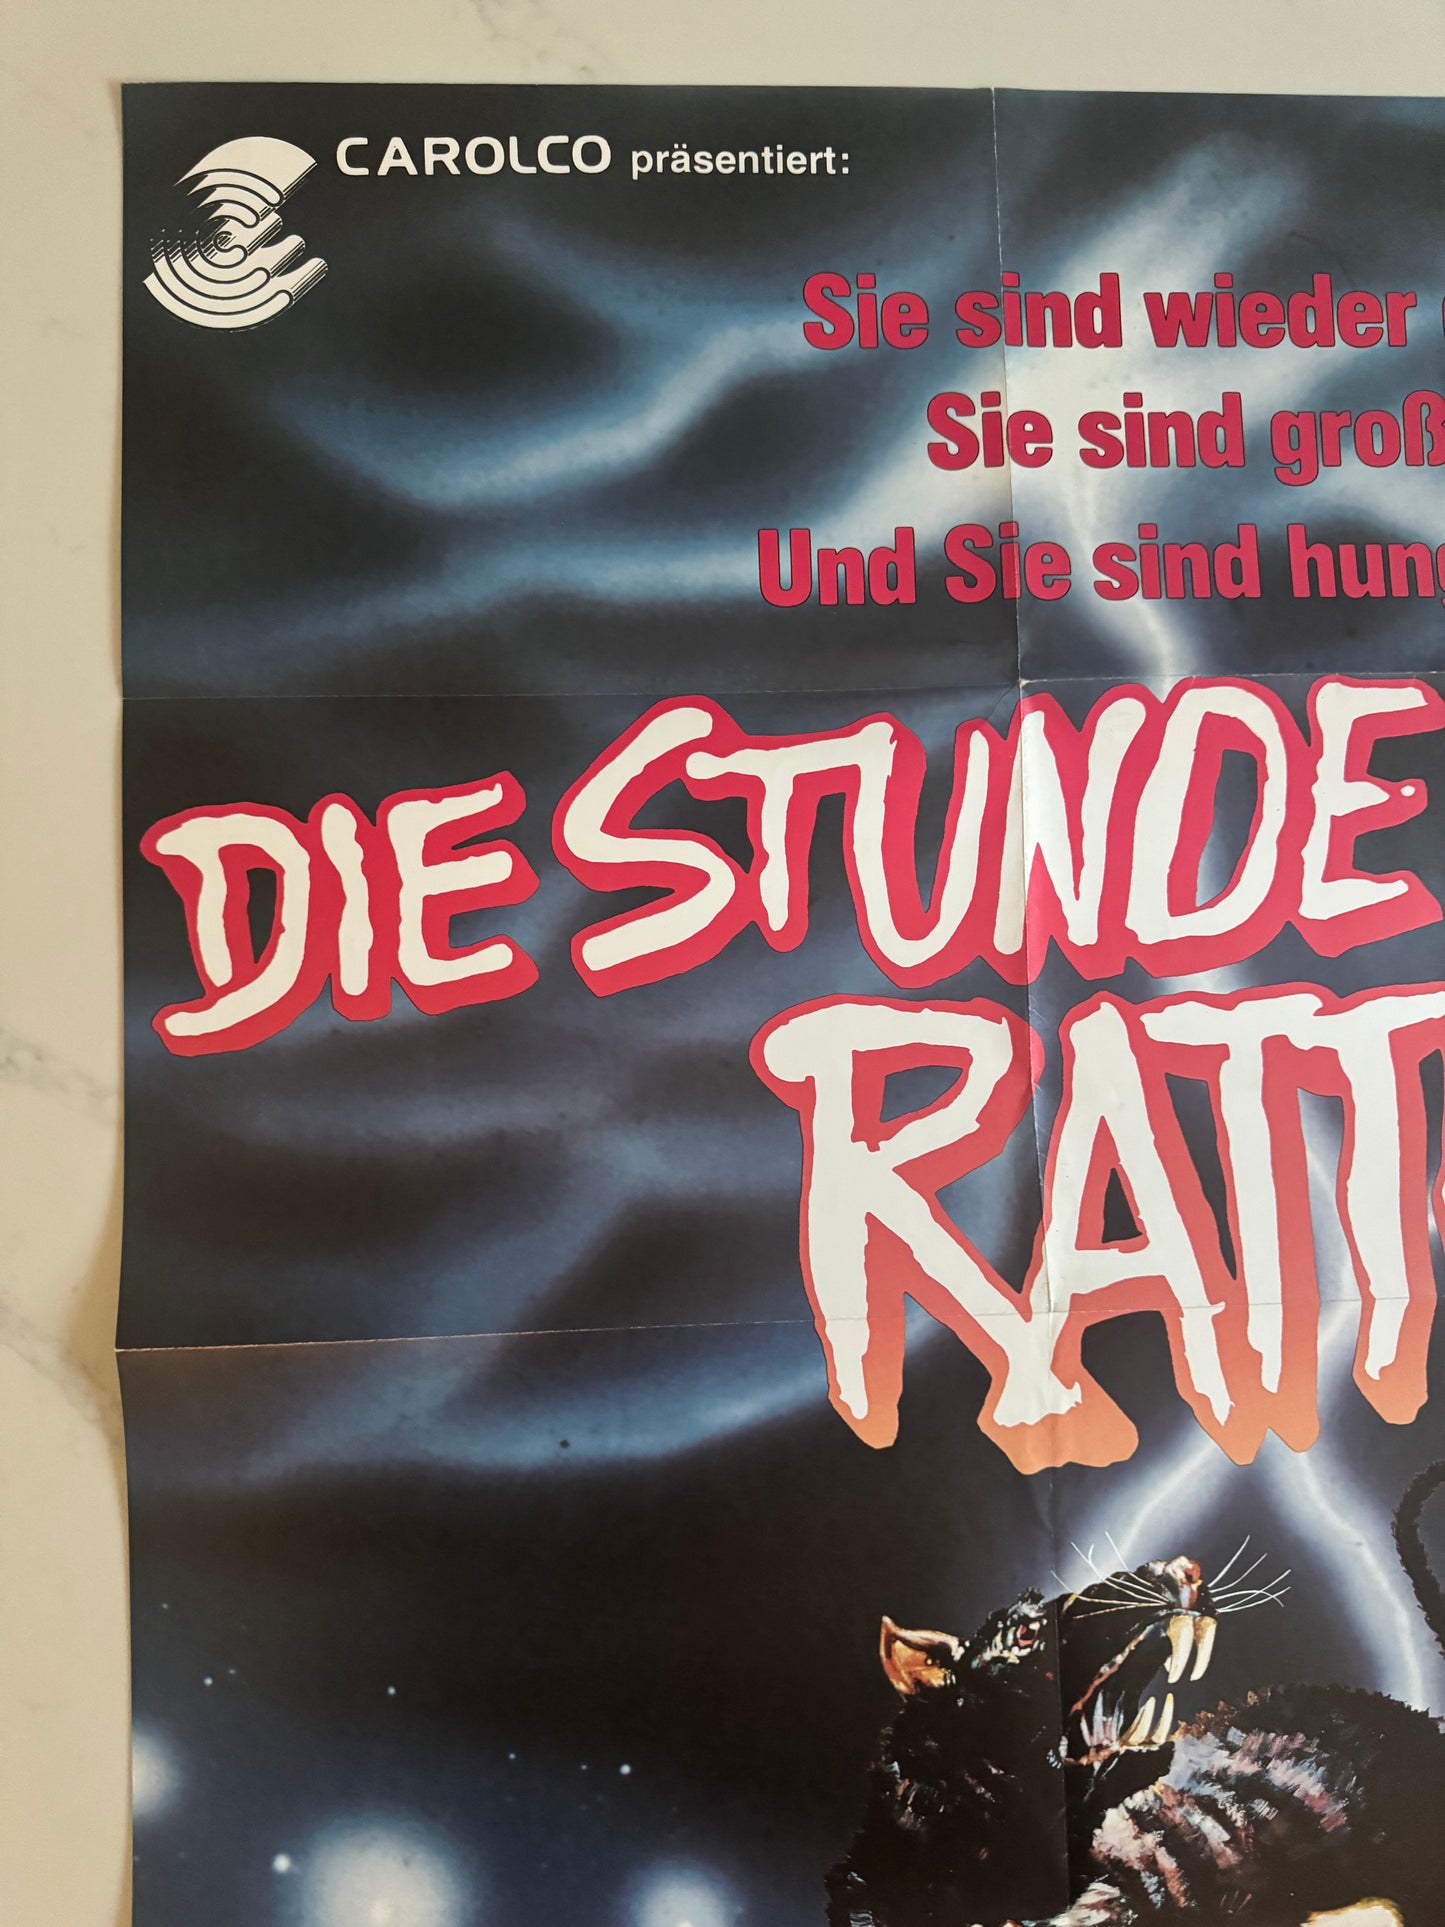 CAROLCO präsentiert:
Sie sind wieder
Sie sind groß
Und Sie sind hung
DIE STUNDE
RATT